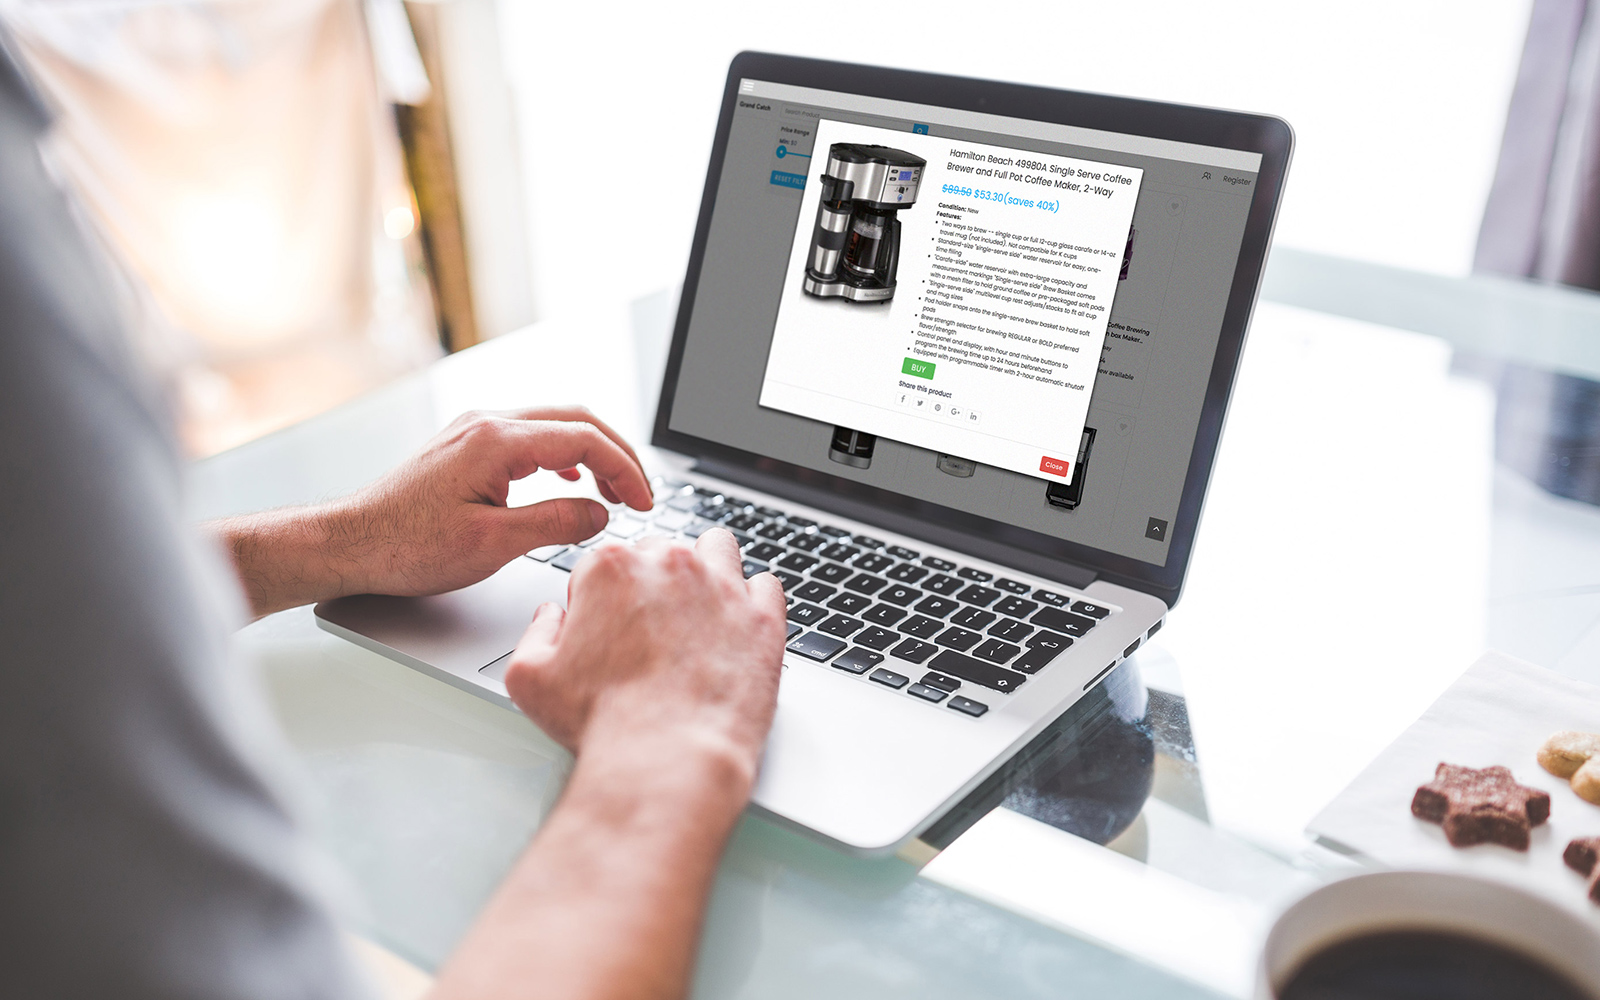 Grand Catch
Search Product
Register
Price Range
Min: $0
RESET FILT
Hamilton Beach 49980A Single Serve Coffee
Brewer and Full Pot Coffee Maker, 2-Way
$89.50 $53.30(saves 40%)
Condition: New
Features:
Two ways to brew -- single cup or full 12-cup glass carafe or 14-oz
travel mug (not included). Not compatible for K cups
Standard-size "single-serve side" water reservoir for easy, one-
time filling
"Carafe-side" water reservoir with extra-large capacity and
measurement markings "Single-serve side" Brew Basket comes
with a mesh filter to hold ground coffee or pre-packaged soft pods
"Single-serve side" multilevel cup rest adjusts/stocks to fit all cup
and mug sizes
Pod holder snaps onto the single-serve brew basket to hold soft
pods
Brew strength selector for brewing REGULAR or BOLD preferred
flavor/strength
Control panel and display, with hour and minute buttons to
program the brewing time up to 24 hours beforehand
Equipped with programmable timer with 2-hour automatic shutoff
BUY
Share this product
f G+ in
Close
Coffee Brewing
h box Maker...
ew available
U I O P
J K L
M
cmd